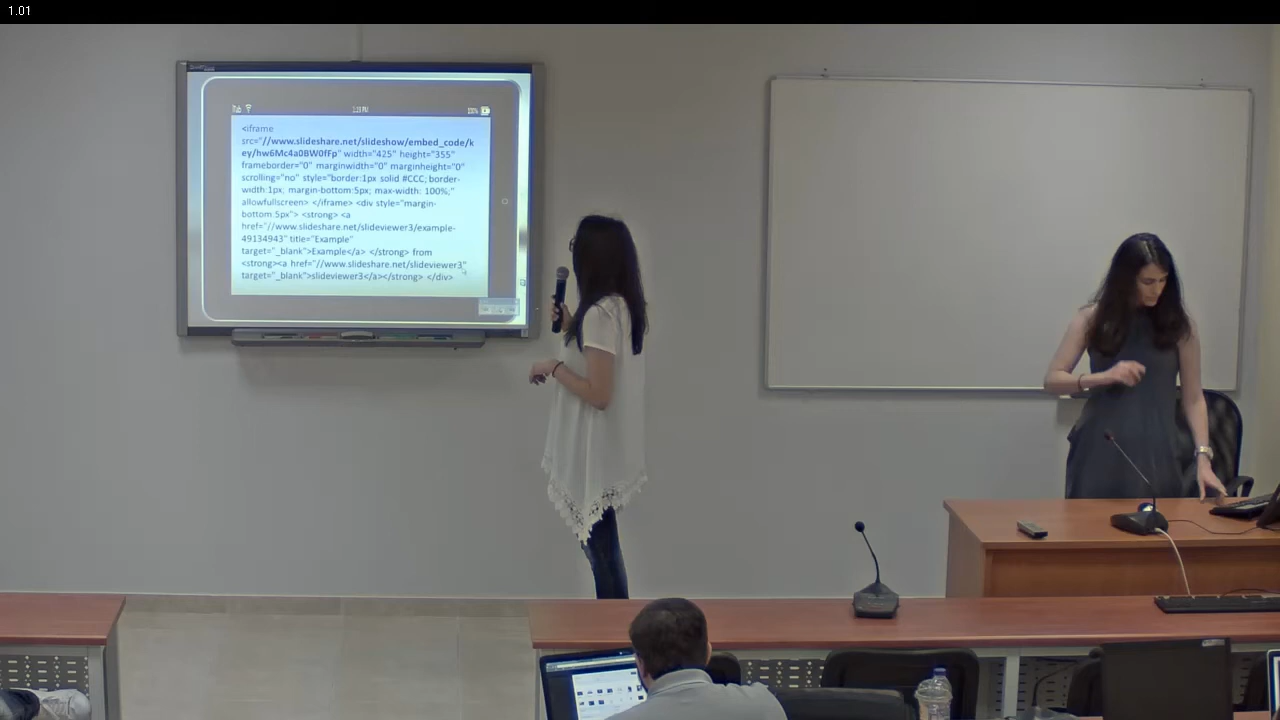 1.01
<iframe
src="//www.slideshare.net/slideshow/embed_code/k
ey/hw6Mc4a0BW0fFp" width="425" height="355"
frameborder="0" marginwidth="0" marginheight="0"
scrolling="no" style="border:1px solid #CCC; border-
width:1px; margin-bottom:5px; max-width: 100%;"
allowfullscreen> </iframe> <div style="margin-
bottom:5px"> <strong> <a
href="//www.slideshare.net/slideviewer3/example-
49134943" title="Example"
target="_blank">Example</a> </strong> from
<strong><a href="//www.slideshare.net/slideviewer3"
target="_blank">slideviewer3</a></strong> </div>